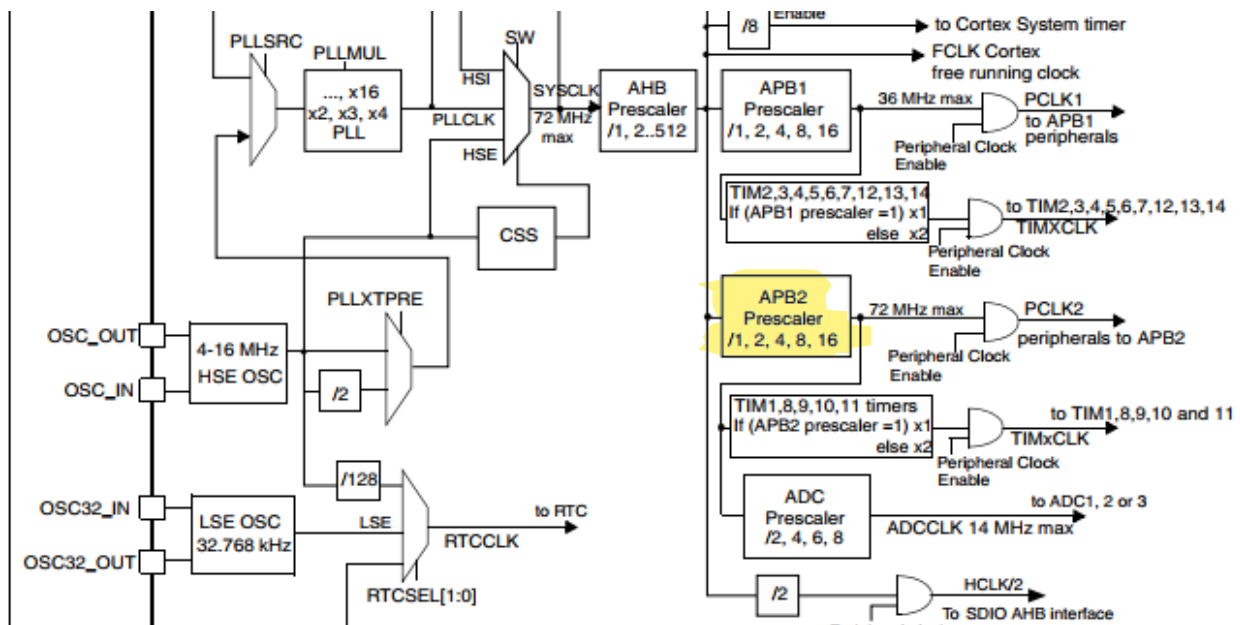 Enable
/8
to Cortex System timer
FCLK Cortex
free running clock
PLLSRC
PLLMUL
..., x16
x2, x3, x4
PLL
SW
HSI
PLLCLK
HSE
SYSCLK
72 MHz
max
AHB
Prescaler
/1, 2..512
APB1
Prescaler
/1, 2, 4, 8, 16
36 MHz max
PCLK1
to APB1
peripherals
Peripheral Clock
Enable
TIM2,3,4,5,6,7,12,13,14
If (APB1 prescaler =1) x1
else x2
to TIM2,3,4,5,6,7,12,13,14
TIMXCLK
Peripheral Clock
Enable
CSS
PLLXTPRE
OSC_OUT
OSC_IN
4-16 MHz
HSE OSC
/2
APB2
Prescaler
/1, 2, 4, 8, 16
72 MHz max
PCLK2
peripherals to APB2
Peripheral Clock
Enable
TIM1,8,9,10,11 timers
If (APB2 prescaler =1) x1
else x2
to TIM1,8,9,10 and 11
TIMxCLK
Peripheral Clock
Enable
/128
OSC32_IN
OSC32_OUT
LSE OSC
32.768 kHz
LSE
to RTC
RTCCLK
RTCSEL[1:0]
ADC
Prescaler
/2, 4, 6, 8
to ADC1, 2 or 3
ADCCLK 14 MHz max
/2
HCLK/2
To SDIO AHB interface